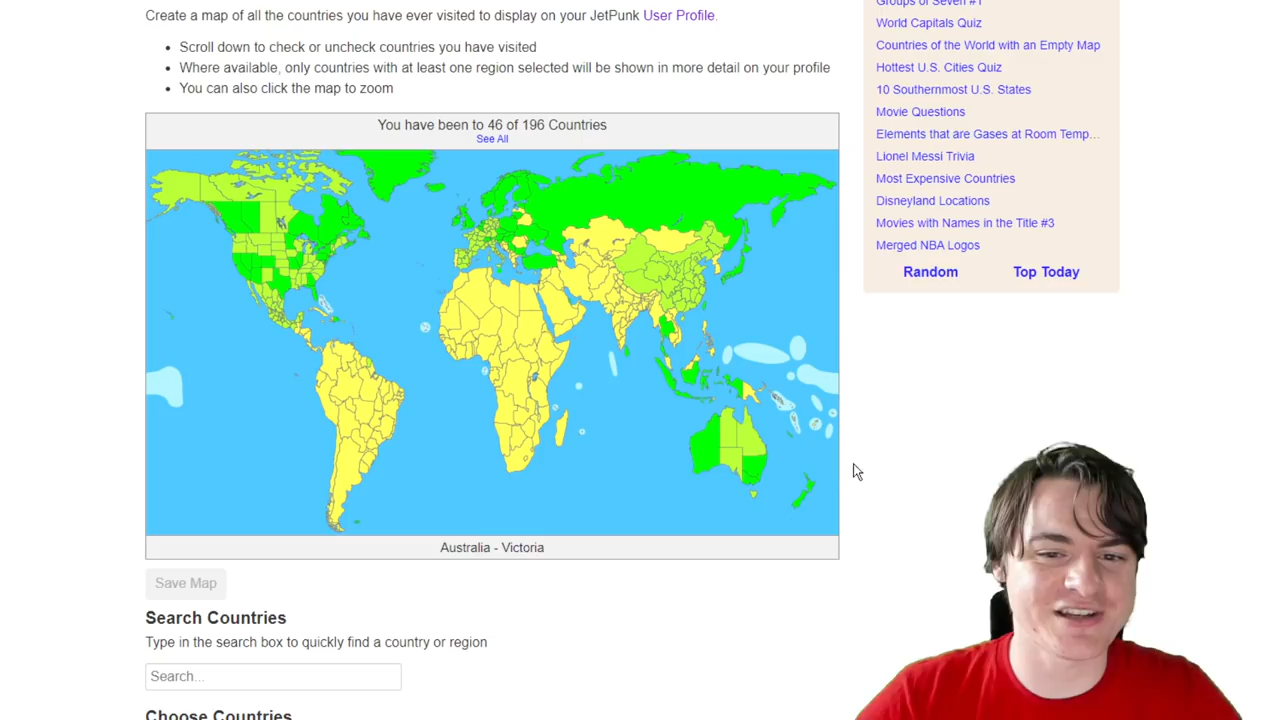 Create a map of all the countries you have ever visited to display on your JetPunk User Profile.
Scroll down to check or uncheck countries you have visited
Where available, only countries with at least one region selected will be shown in more detail on your profile
You can also click the map to zoom
You have been to 46 of 196 Countries
See All
Australia - Victoria
Save Map
Search Countries
Type in the search box to quickly find a country or region
Search...
Choose Countries
Groups of Seven #1
World Capitals Quiz
Countries of the World with an Empty Map
Hottest U.S. Cities Quiz
10 Southernmost U.S. States
Movie Questions
Elements that are Gases at Room Temp...
Lionel Messi Trivia
Most Expensive Countries
Disneyland Locations
Movies with Names in the Title #3
Merged NBA Logos
Random Top Today